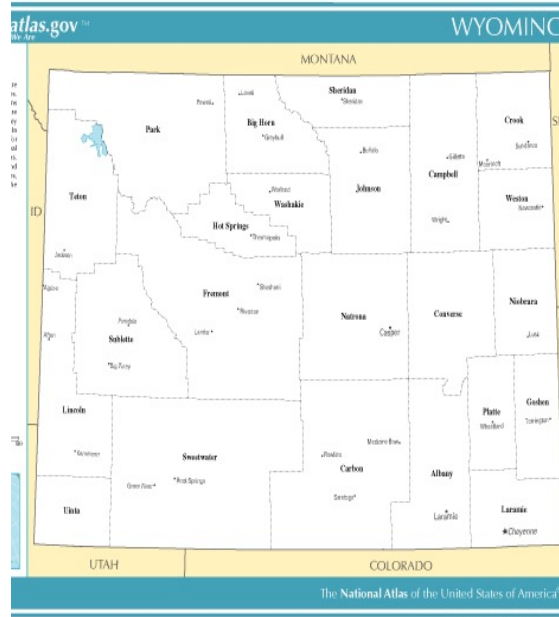 atlas.gov TM
We Are
WYOMING
MONTANA
Sheridan
Lovell
Powell
Sheridan
Big Horn
Crook
Park
Greybull
Sundance
Buffalo
Gillette
Moorcroft
Campbell
Johnson
Worland
Weston
Teton
Washakie
Newcastle
ID
Hot Springs
Wright
Thermopolis
Jackson
Shoshoni
Alpine
Fremont
Riverton
Niobrara
Natrona
Converse
Pinedale
Lander
Casper
Afton
Sublette
Lusk
Big Piney
Goshen
Lincoln
Platte
Wheatland
Torrington
Medicine Bow
Kemmerer
Sweetwater
Rawlins
Carbon
Albany
Rock Springs
Green River
Saratoga
Uinta
Laramie
Laramie
Cheyenne
UTAH
COLORADO
The National Atlas of the United States of America